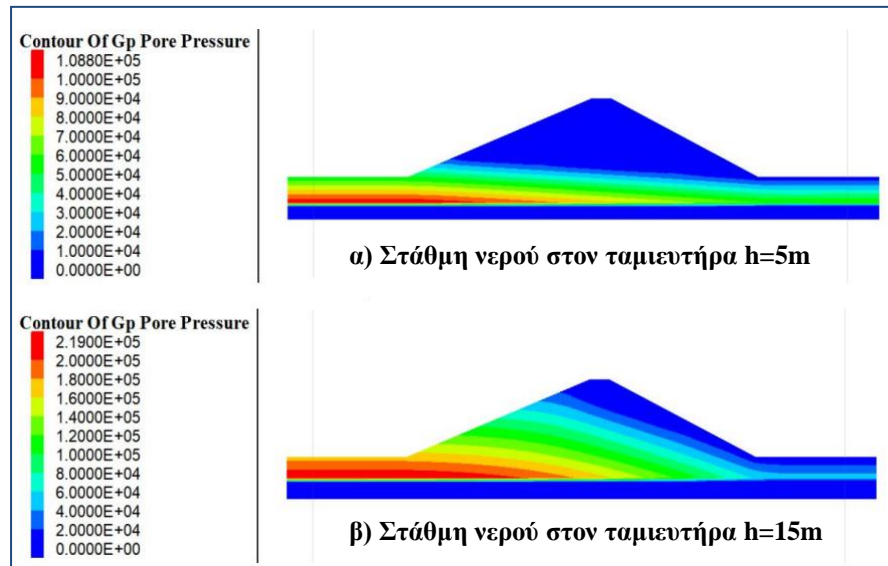 Contour Of Gp Pore Pressure
1.0880E+05
1.0000E+05
9.0000E+04
8.0000E+04
7.0000E+04
6.0000E+04
5.0000E+04
4.0000E+04
3.0000E+04
2.0000E+04
1.0000E+04
0.0000E+00
α) Στάθμη νερού στον ταμιευτήρα h=5m
Contour Of Gp Pore Pressure
2.1900E+05
2.0000E+05
1.8000E+05
1.6000E+05
1.4000E+05
1.2000E+05
1.0000E+05
8.0000E+04
6.0000E+04
4.0000E+04
2.0000E+04
0.0000E+00
β) Στάθμη νερού στον ταμιευτήρα h=15m